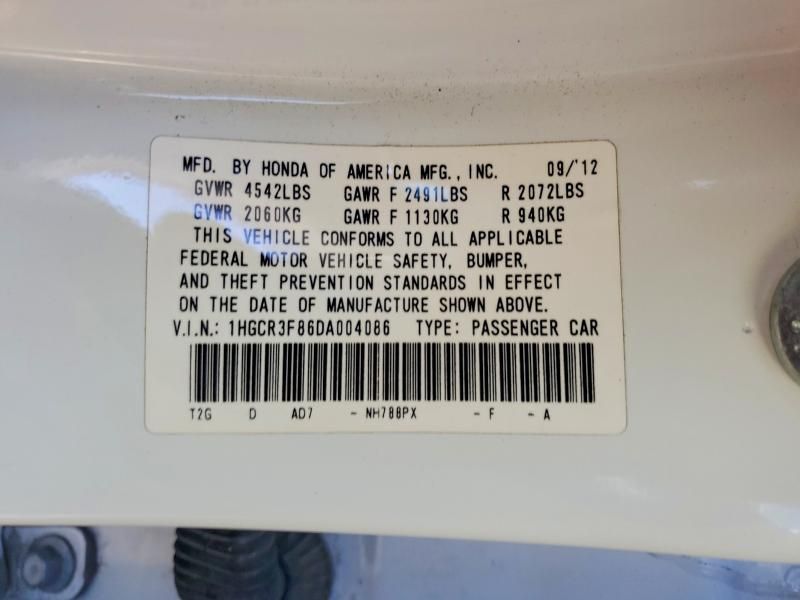 MFD. BY HONDA OF AMERICA MFG., INC. 09/'12
GVWR 4542LBS GAWR F 2491LBS R 2072LBS
GVWR 2060KG GAWR F 1130KG R 940KG
THIS VEHICLE CONFORMS TO ALL APPLICABLE
FEDERAL MOTOR VEHICLE SAFETY, BUMPER,
AND THEFT PREVENTION STANDARDS IN EFFECT
ON THE DATE OF MANUFACTURE SHOWN ABOVE.
V.I.N.: 1HGCR3F86DA004086 TYPE: PASSENGER CAR
T2G D AD7 - NH788PX - F - A